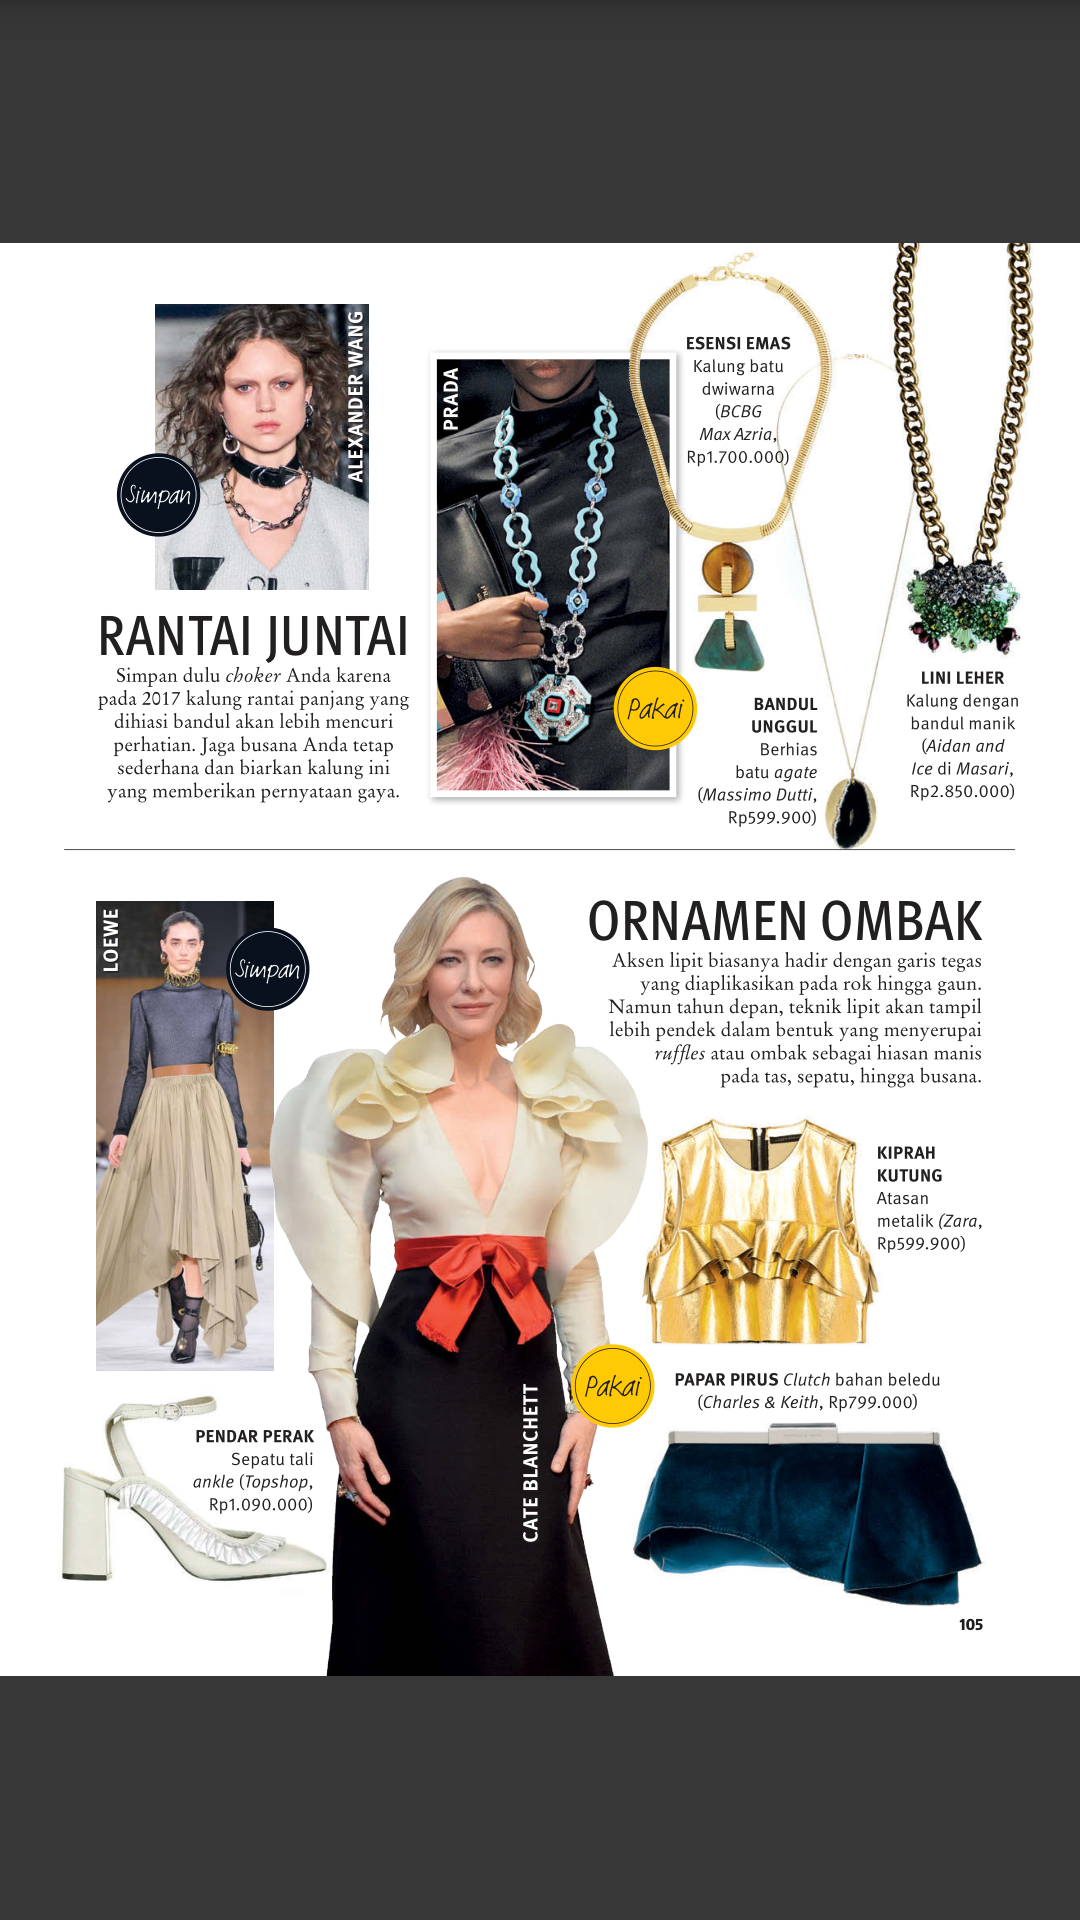 ALEXANDER WANG
Simpan
RANTAI JUNTAI
Simpan dulu choker Anda karena
pada 2017 kalung rantai panjang yang
dihiasi bandul akan lebih mencuri
perhatian. Jaga busana Anda tetap
sederhana dan biarkan kalung ini
yang memberikan pernyataan gaya.
PRADA
Pakai
ESENSI EMAS
Kalung batu
dwiwarna
(BCBG
Max Azria,
Rp1.700.000)
BANDUL
UNGGUL
Berhias
batu agate
(Massimo Dutti,
Rp599.900)
LINI LEHER
Kalung dengan
bandul manik
(Aidan and
Ice di Masari,
Rp2.850.000)
LOEWE
Simpan
ORNAMEN OMBAK
Aksen lipit biasanya hadir dengan garis tegas
yang diaplikasikan pada rok hingga gaun.
Namun tahun depan, teknik lipit akan tampil
lebih pendek dalam bentuk yang menyerupai
ruffles atau ombak sebagai hiasan manis
pada tas, sepatu, hingga busana.
KIPRAH
KUTUNG
Atasan
metalik (Zara,
Rp599.900)
Pakai
CATE BLANCHETT
PAPAR PIRUS Clutch bahan beledu
(Charles & Keith, Rp799.000)
PENDAR PERAK
Sepatu tali
ankle (Topshop,
Rp1.090.000)
105